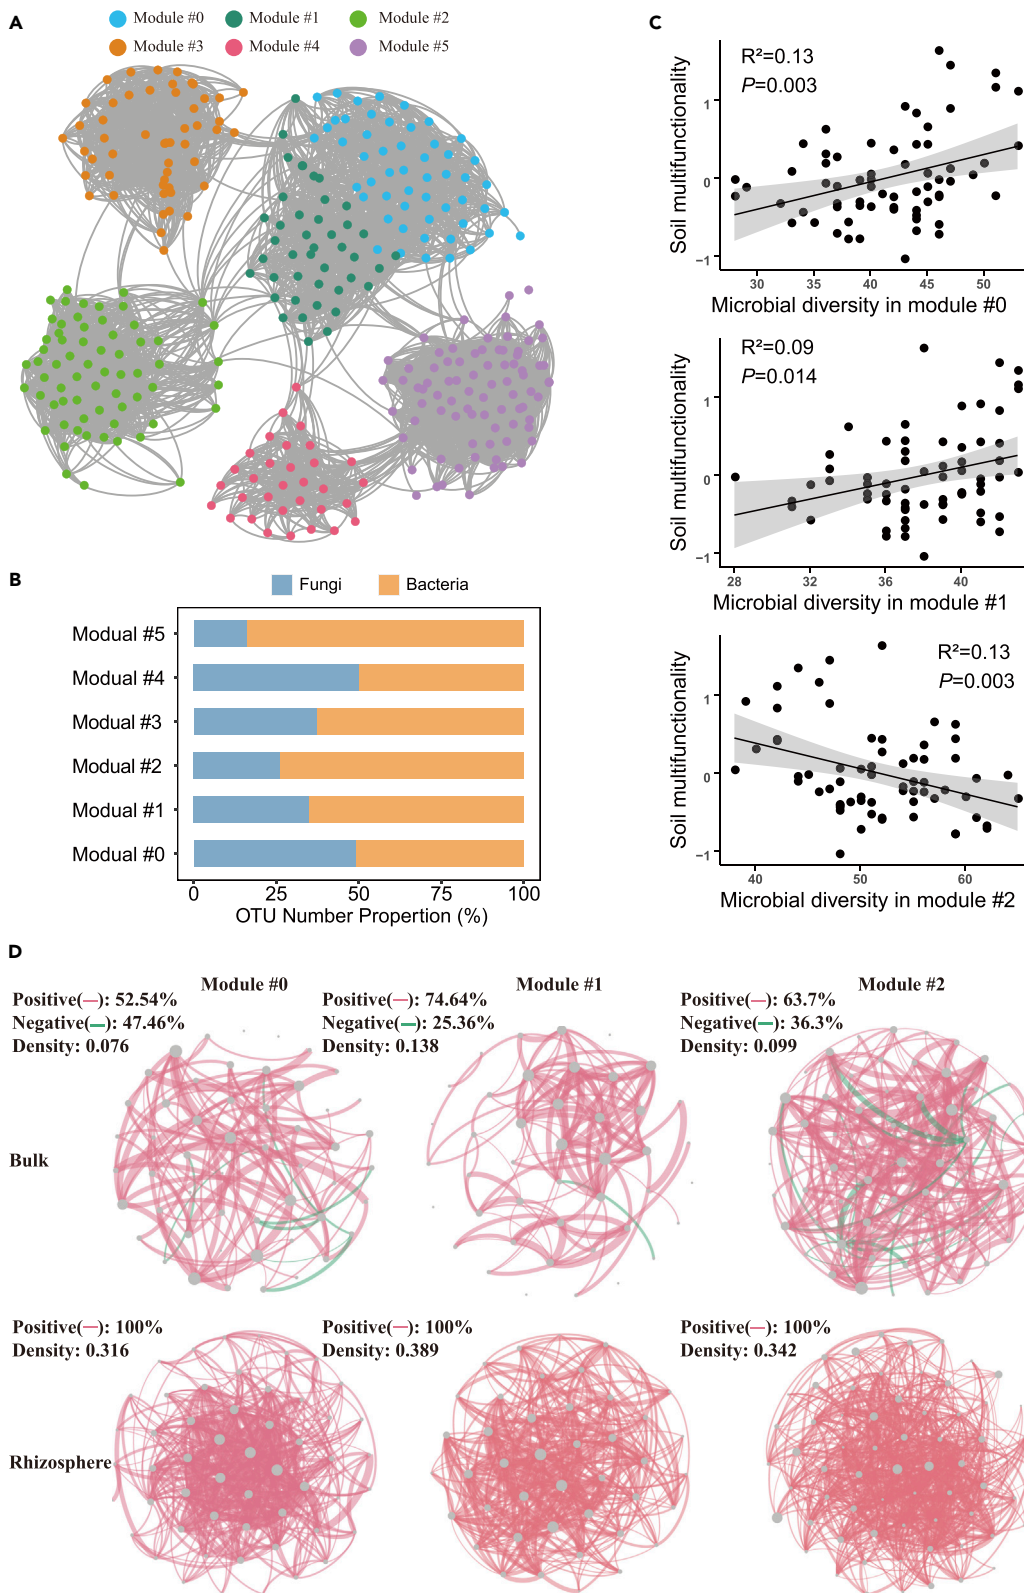 A
Module #0 Module #1 Module #2
Module #3 Module #4 Module #5
B
Fungi Bacteria
Modual #5
Modual #4
Modual #3
Modual #2
Modual #1
Modual #0
0 25 50 75 100
OTU Number Propertion (%)
C
R²=0.13
P=0.003
Soil multifunctionality
1
0
−1
30 35 40 45 50
Microbial diversity in module #0
R²=0.09
P=0.014
Soil multifunctionality
1
0
−1
28 32 36 40
Microbial diversity in module #1
R²=0.13
P=0.003
Soil multifunctionality
1
0
−1
40 50 60
Microbial diversity in module #2
D
Module #0
Positive(—): 52.54%
Negative(—): 47.46%
Density: 0.076
Module #1
Positive(—): 74.64%
Negative(—): 25.36%
Density: 0.138
Module #2
Positive(—): 63.7%
Negative(—): 36.3%
Density: 0.099
Bulk
Positive(—): 100%
Density: 0.316
Positive(—): 100%
Density: 0.389
Positive(—): 100%
Density: 0.342
Rhizosphere